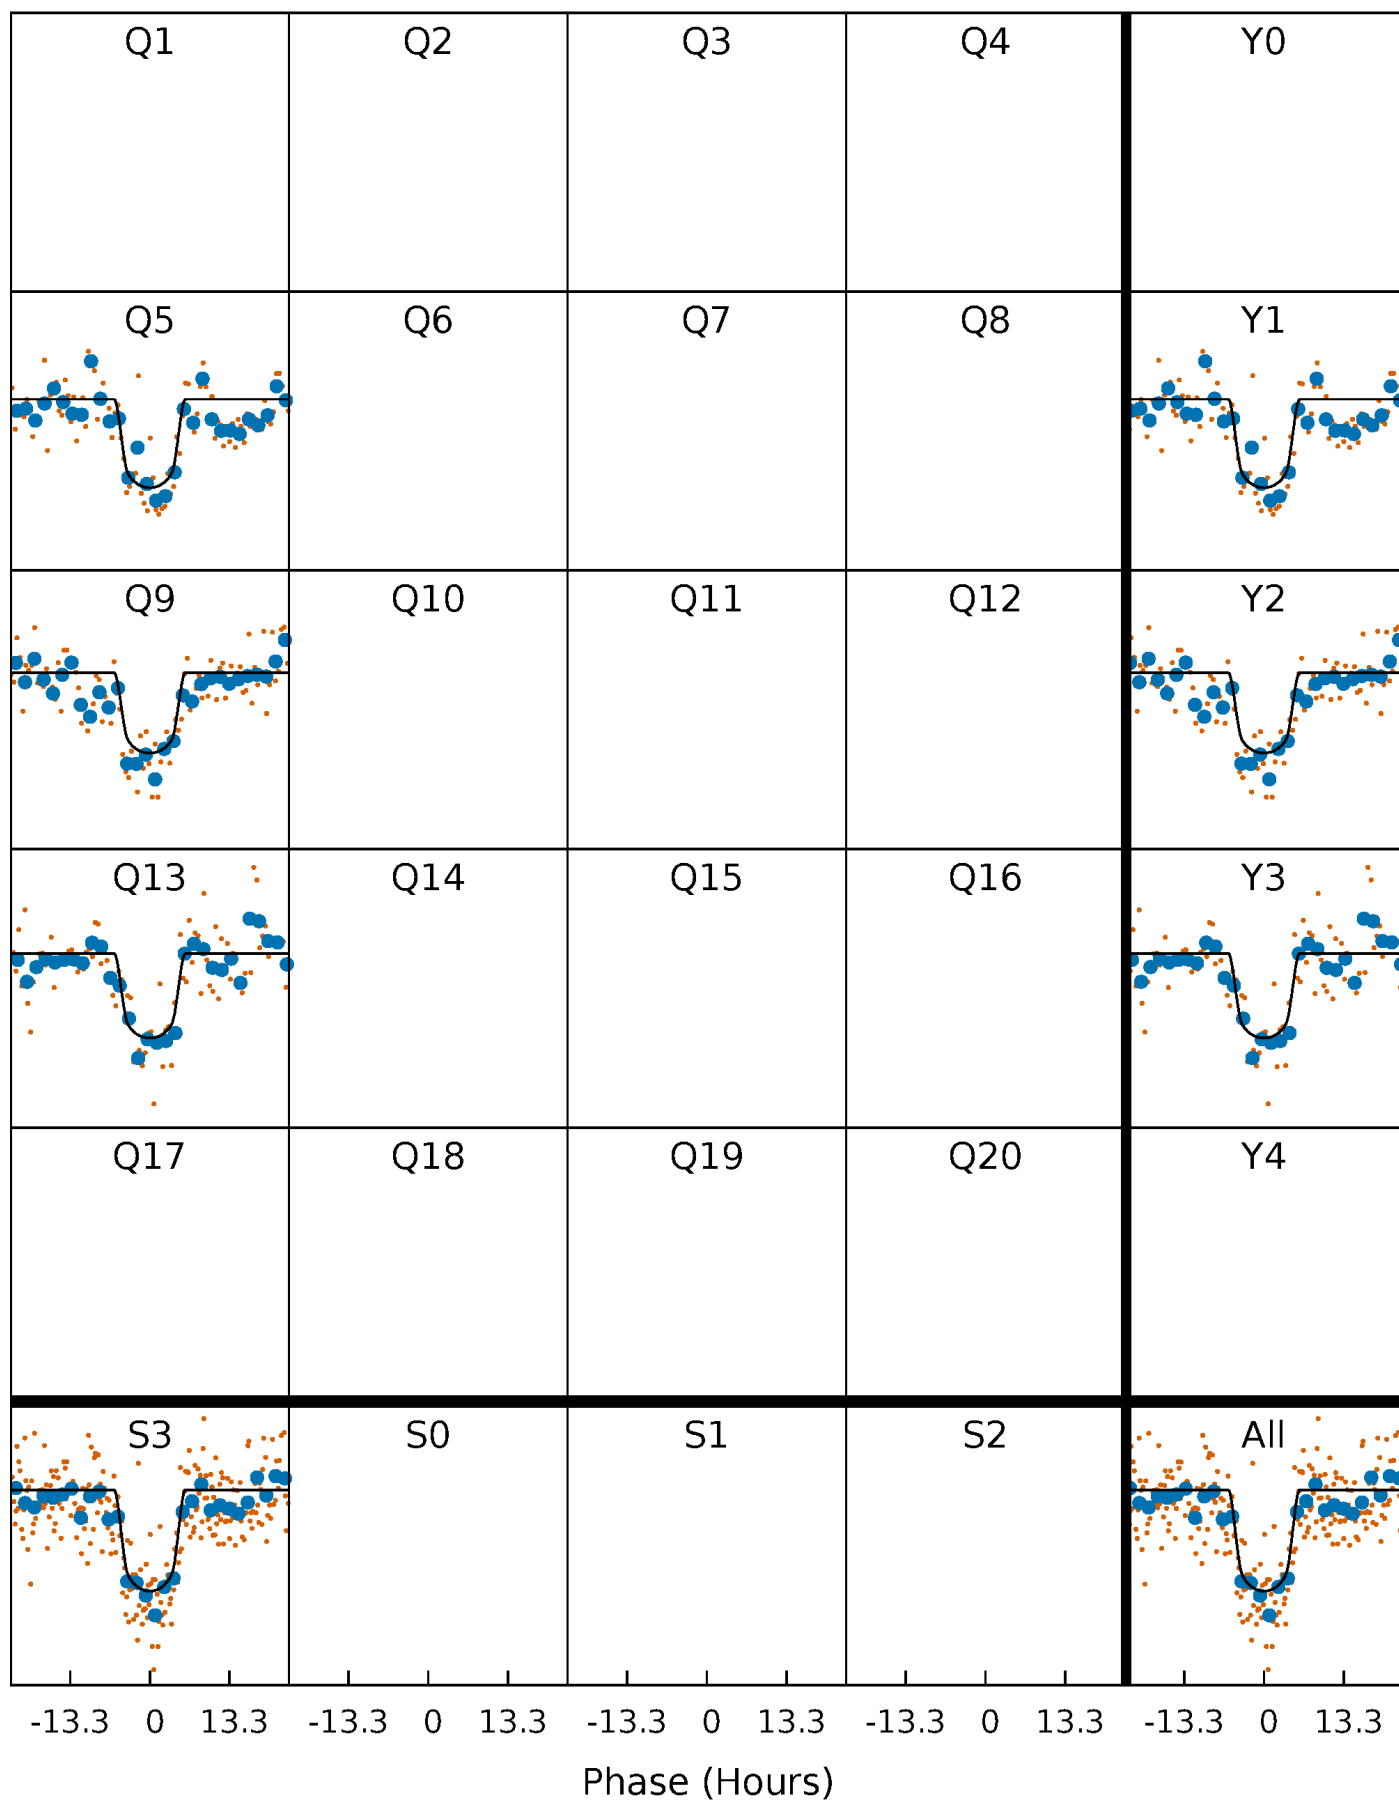 Q1 Q2 Q3 Q4 Y0
Q5 Q6 Q7 Q8 Y1
Q9 Q10 Q11 Q12 Y2
Q13 Q14 Q15 Q16 Y3
Q17 Q18 Q19 Q20 Y4
S3 S0 S1 S2 All
-13.3 0 13.3 -13.3 0 13.3 -13.3 0 13.3 -13.3 0 13.3 -13.3 0 13.3
Phase (Hours)